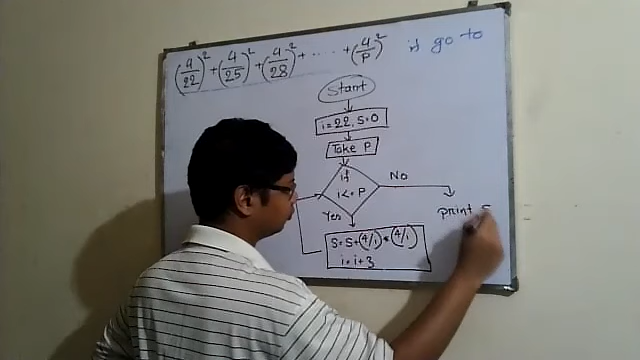 (4/22)² + (4/25)² + (4/28)² + ..... + (4/P)² if go to
Start
i=22, S=0
Take P
if
i<=P
No
Yes
print S
S=S+(4/i)*(4/i)
i=i+3